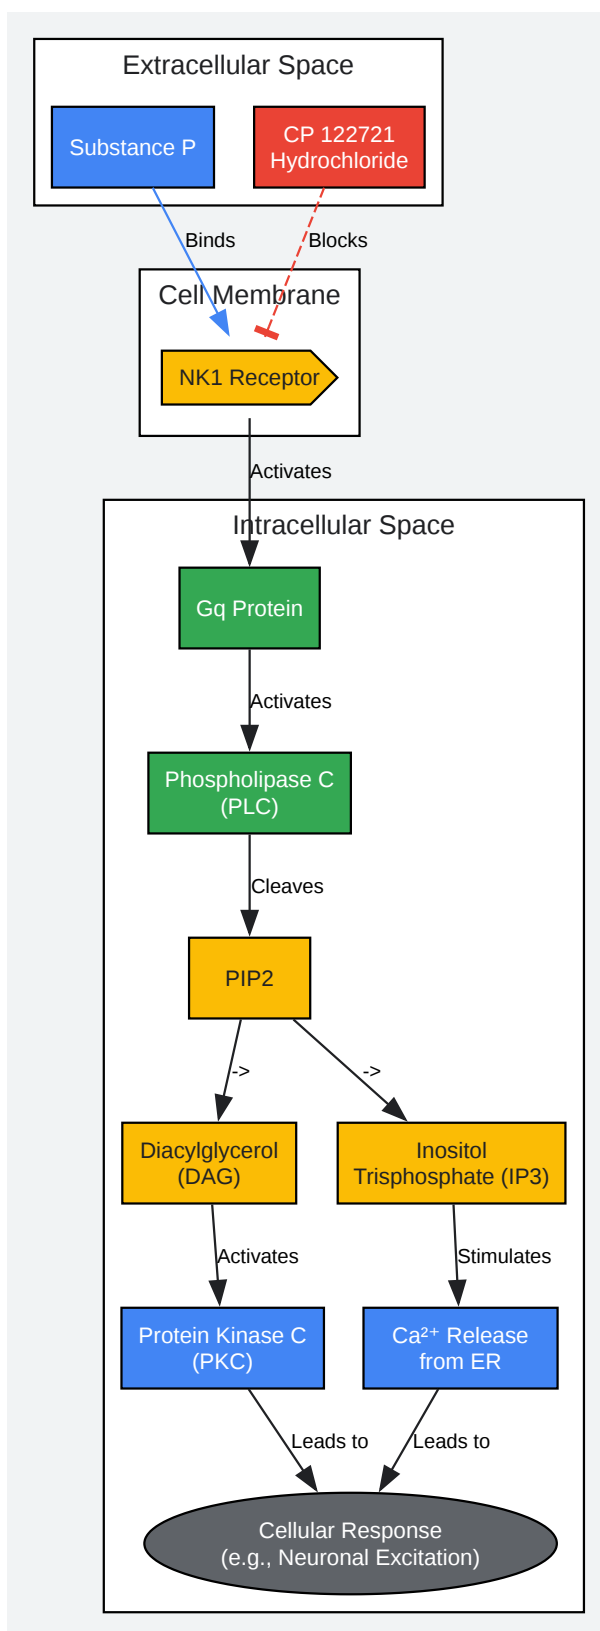 Extracellular Space
Substance P
CP 122721
Hydrochloride
Binds
Blocks
Cell Membrane
NK1 Receptor
Activates
Intracellular Space
Gq Protein
Activates
Phospholipase C
(PLC)
Cleaves
PIP2
->
->
Diacylglycerol
(DAG)
Inositol
Trisphosphate (IP3)
Activates
Stimulates
Protein Kinase C
(PKC)
Ca²⁺ Release
from ER
Leads to
Leads to
Cellular Response
(e.g., Neuronal Excitation)